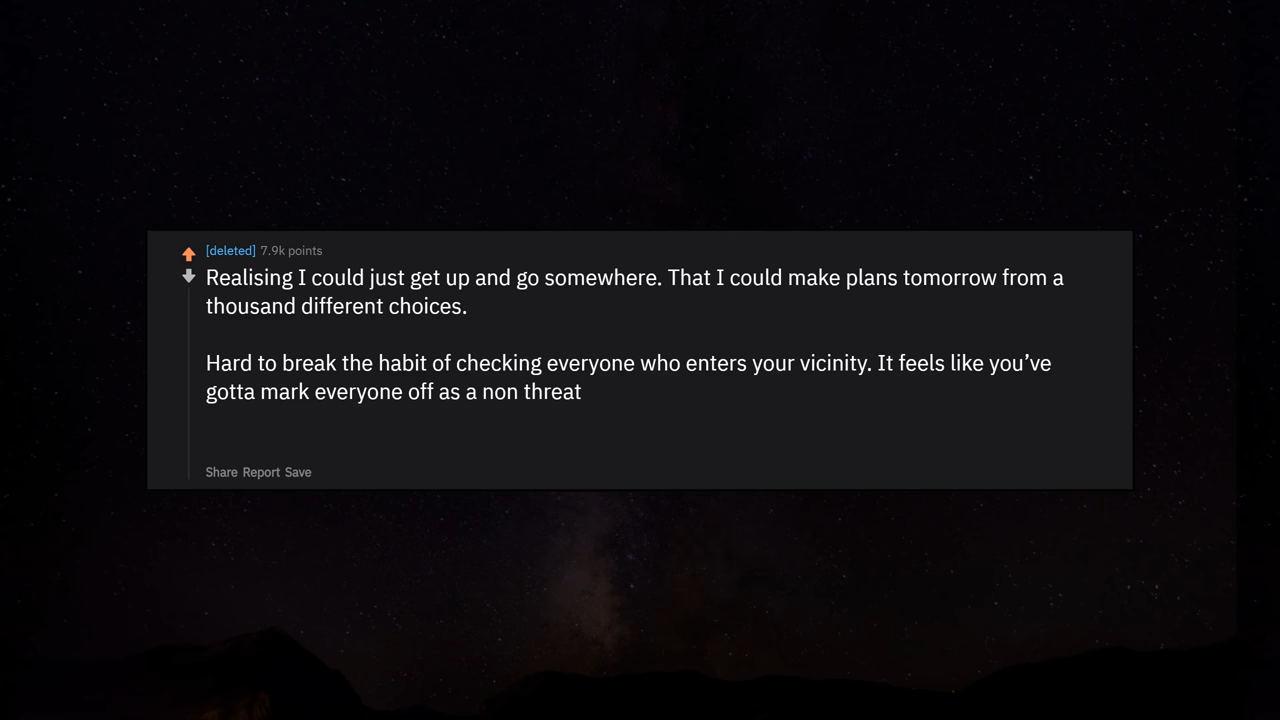 [deleted] 7.9k points
Realising I could just get up and go somewhere. That I could make plans tomorrow from a
thousand different choices.
Hard to break the habit of checking everyone who enters your vicinity. It feels like you’ve
gotta mark everyone off as a non threat
Share Report Save